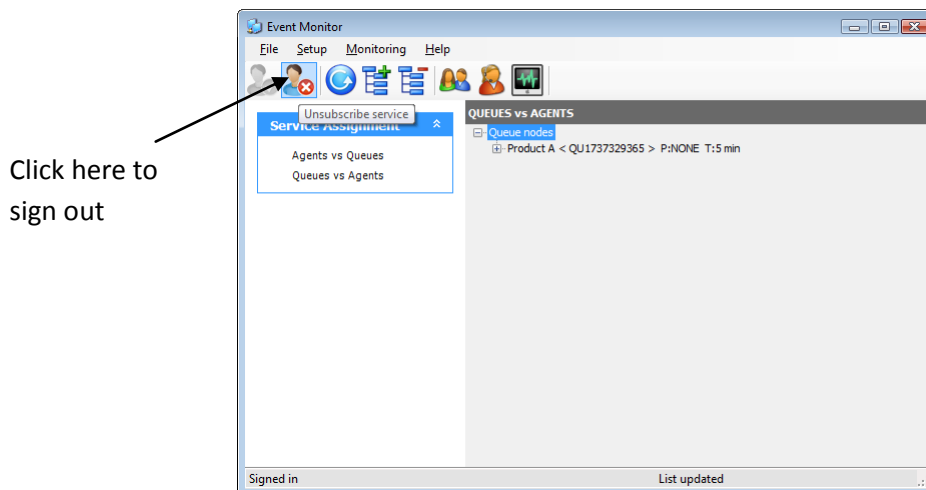 Event Monitor
File Setup Monitoring Help
Unsubscribe service
Service Assignment
Agents vs Queues
Queues vs Agents
QUEUES vs AGENTS
Queue nodes
Product A < QU1737329365 > P:NONE T:5 min
Click here to
sign out
Signed in
List updated